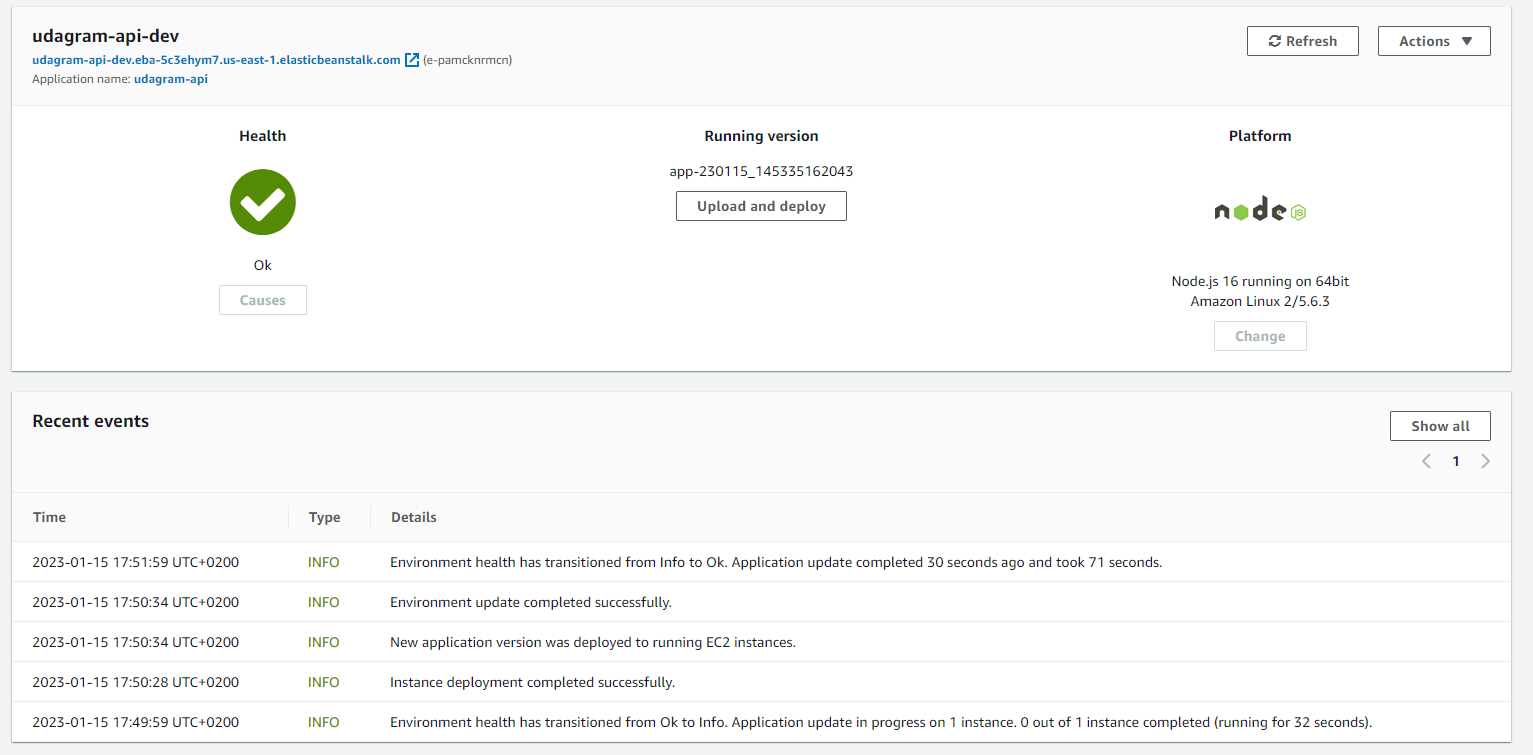 udagram-api-dev
udagram-api-dev.eba-5c3ehym7.us-east-1.elasticbeanstalk.com (e-pamcknrmcn)
Application name: udagram-api
Refresh
Actions
Health
Ok
Causes
Running version
app-230115_145335162043
Upload and deploy
Platform
node JS
Node.js 16 running on 64bit
Amazon Linux 2/5.6.3
Change
Recent events
Show all
1
Time Type Details
2023-01-15 17:51:59 UTC+0200 INFO Environment health has transitioned from Info to Ok. Application update completed 30 seconds ago and took 71 seconds.
2023-01-15 17:50:34 UTC+0200 INFO Environment update completed successfully.
2023-01-15 17:50:34 UTC+0200 INFO New application version was deployed to running EC2 instances.
2023-01-15 17:50:28 UTC+0200 INFO Instance deployment completed successfully.
2023-01-15 17:49:59 UTC+0200 INFO Environment health has transitioned from Ok to Info. Application update in progress on 1 instance. 0 out of 1 instance completed (running for 32 seconds).